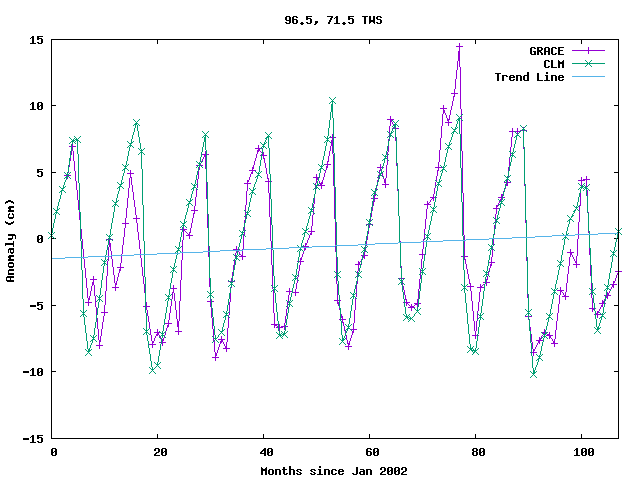 96.5, 71.5 TWS
GRACE
CLM
Trend Line
15
10
5
0
-5
-10
-15
Anomaly (cm)
0 20 40 60 80 100
Months since Jan 2002